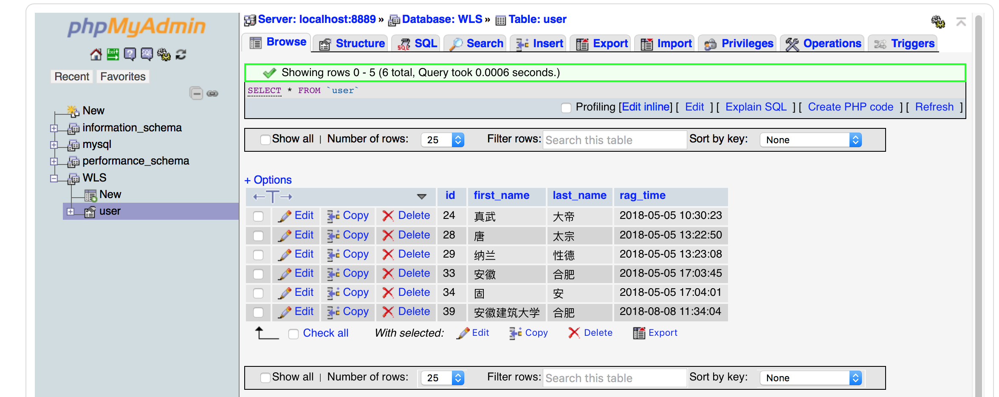 phpMyAdmin
Recent Favorites
New
information_schema
mysql
performance_schema
WLS
New
user
Server: localhost:8889 » Database: WLS » Table: user
Browse Structure SQL Search Insert Export Import Privileges Operations Triggers
Showing rows 0 - 5 (6 total, Query took 0.0006 seconds.)
SELECT * FROM `user`
Profiling [Edit inline] [ Edit ] [ Explain SQL ] [ Create PHP code ] [ Refresh ]
Show all | Number of rows: 25 Filter rows: Search this table Sort by key: None
+ Options
←T→ id first_name last_name rag_time
Edit Copy Delete 24 真武 大帝 2018-05-05 10:30:23
Edit Copy Delete 28 唐 太宗 2018-05-05 13:22:50
Edit Copy Delete 29 纳兰 性德 2018-05-05 13:23:08
Edit Copy Delete 33 安徽 合肥 2018-05-05 17:03:45
Edit Copy Delete 34 固 安 2018-05-05 17:04:01
Edit Copy Delete 39 安徽建筑大学 合肥 2018-08-08 11:34:04
Check all With selected: Edit Copy Delete Export
Show all | Number of rows: 25 Filter rows: Search this table Sort by key: None